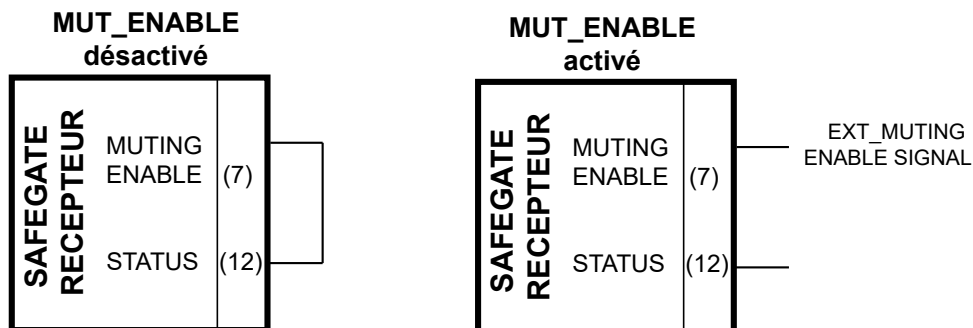 MUT_ENABLE
désactivé
SAFEGATE
RECEPTEUR
MUTING
ENABLE
(7)
STATUS
(12)
MUT_ENABLE
activé
SAFEGATE
RECEPTEUR
MUTING
ENABLE
(7)
STATUS
(12)
EXT_MUTING
ENABLE SIGNAL